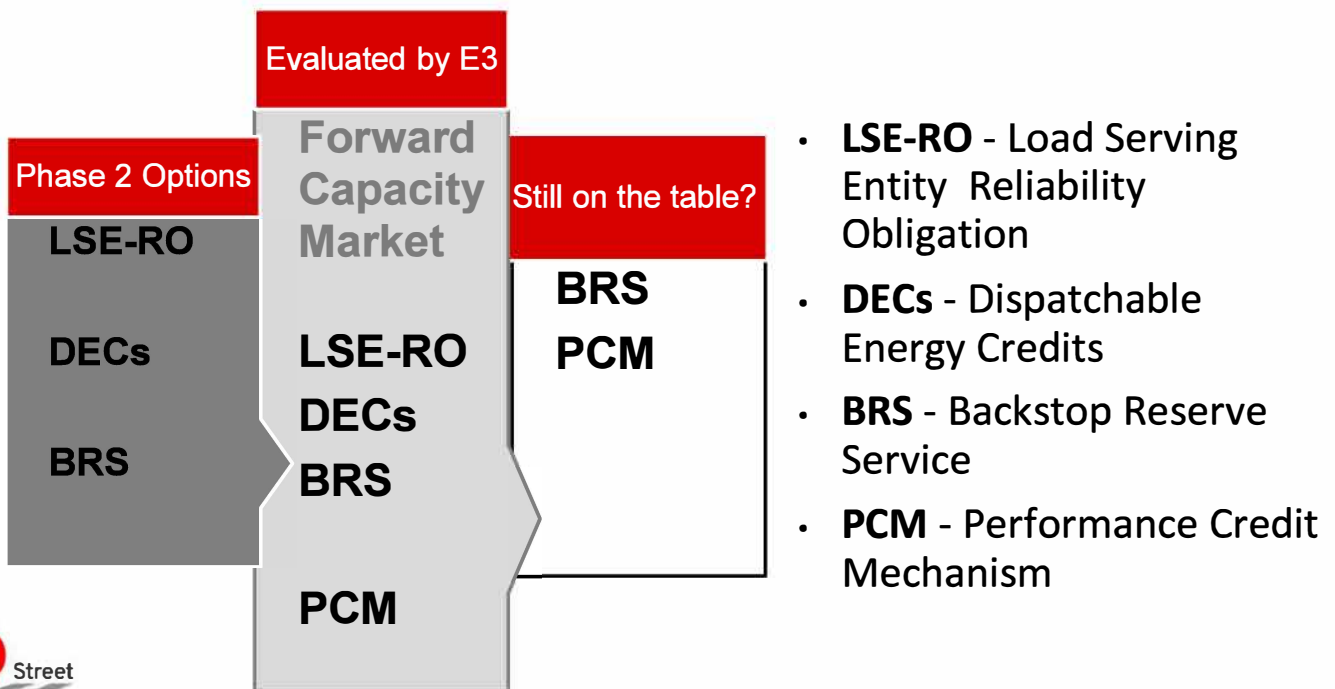 Phase 2 Options
LSE-RO
DECs
BRS
Evaluated by E3
Forward
Capacity
Market
LSE-RO
DECs
BRS
PCM
Still on the table?
BRS
PCM
• LSE-RO - Load Serving
Entity Reliability
Obligation
• DECs - Dispatchable
Energy Credits
• BRS - Backstop Reserve
Service
• PCM - Performance Credit
Mechanism
Street